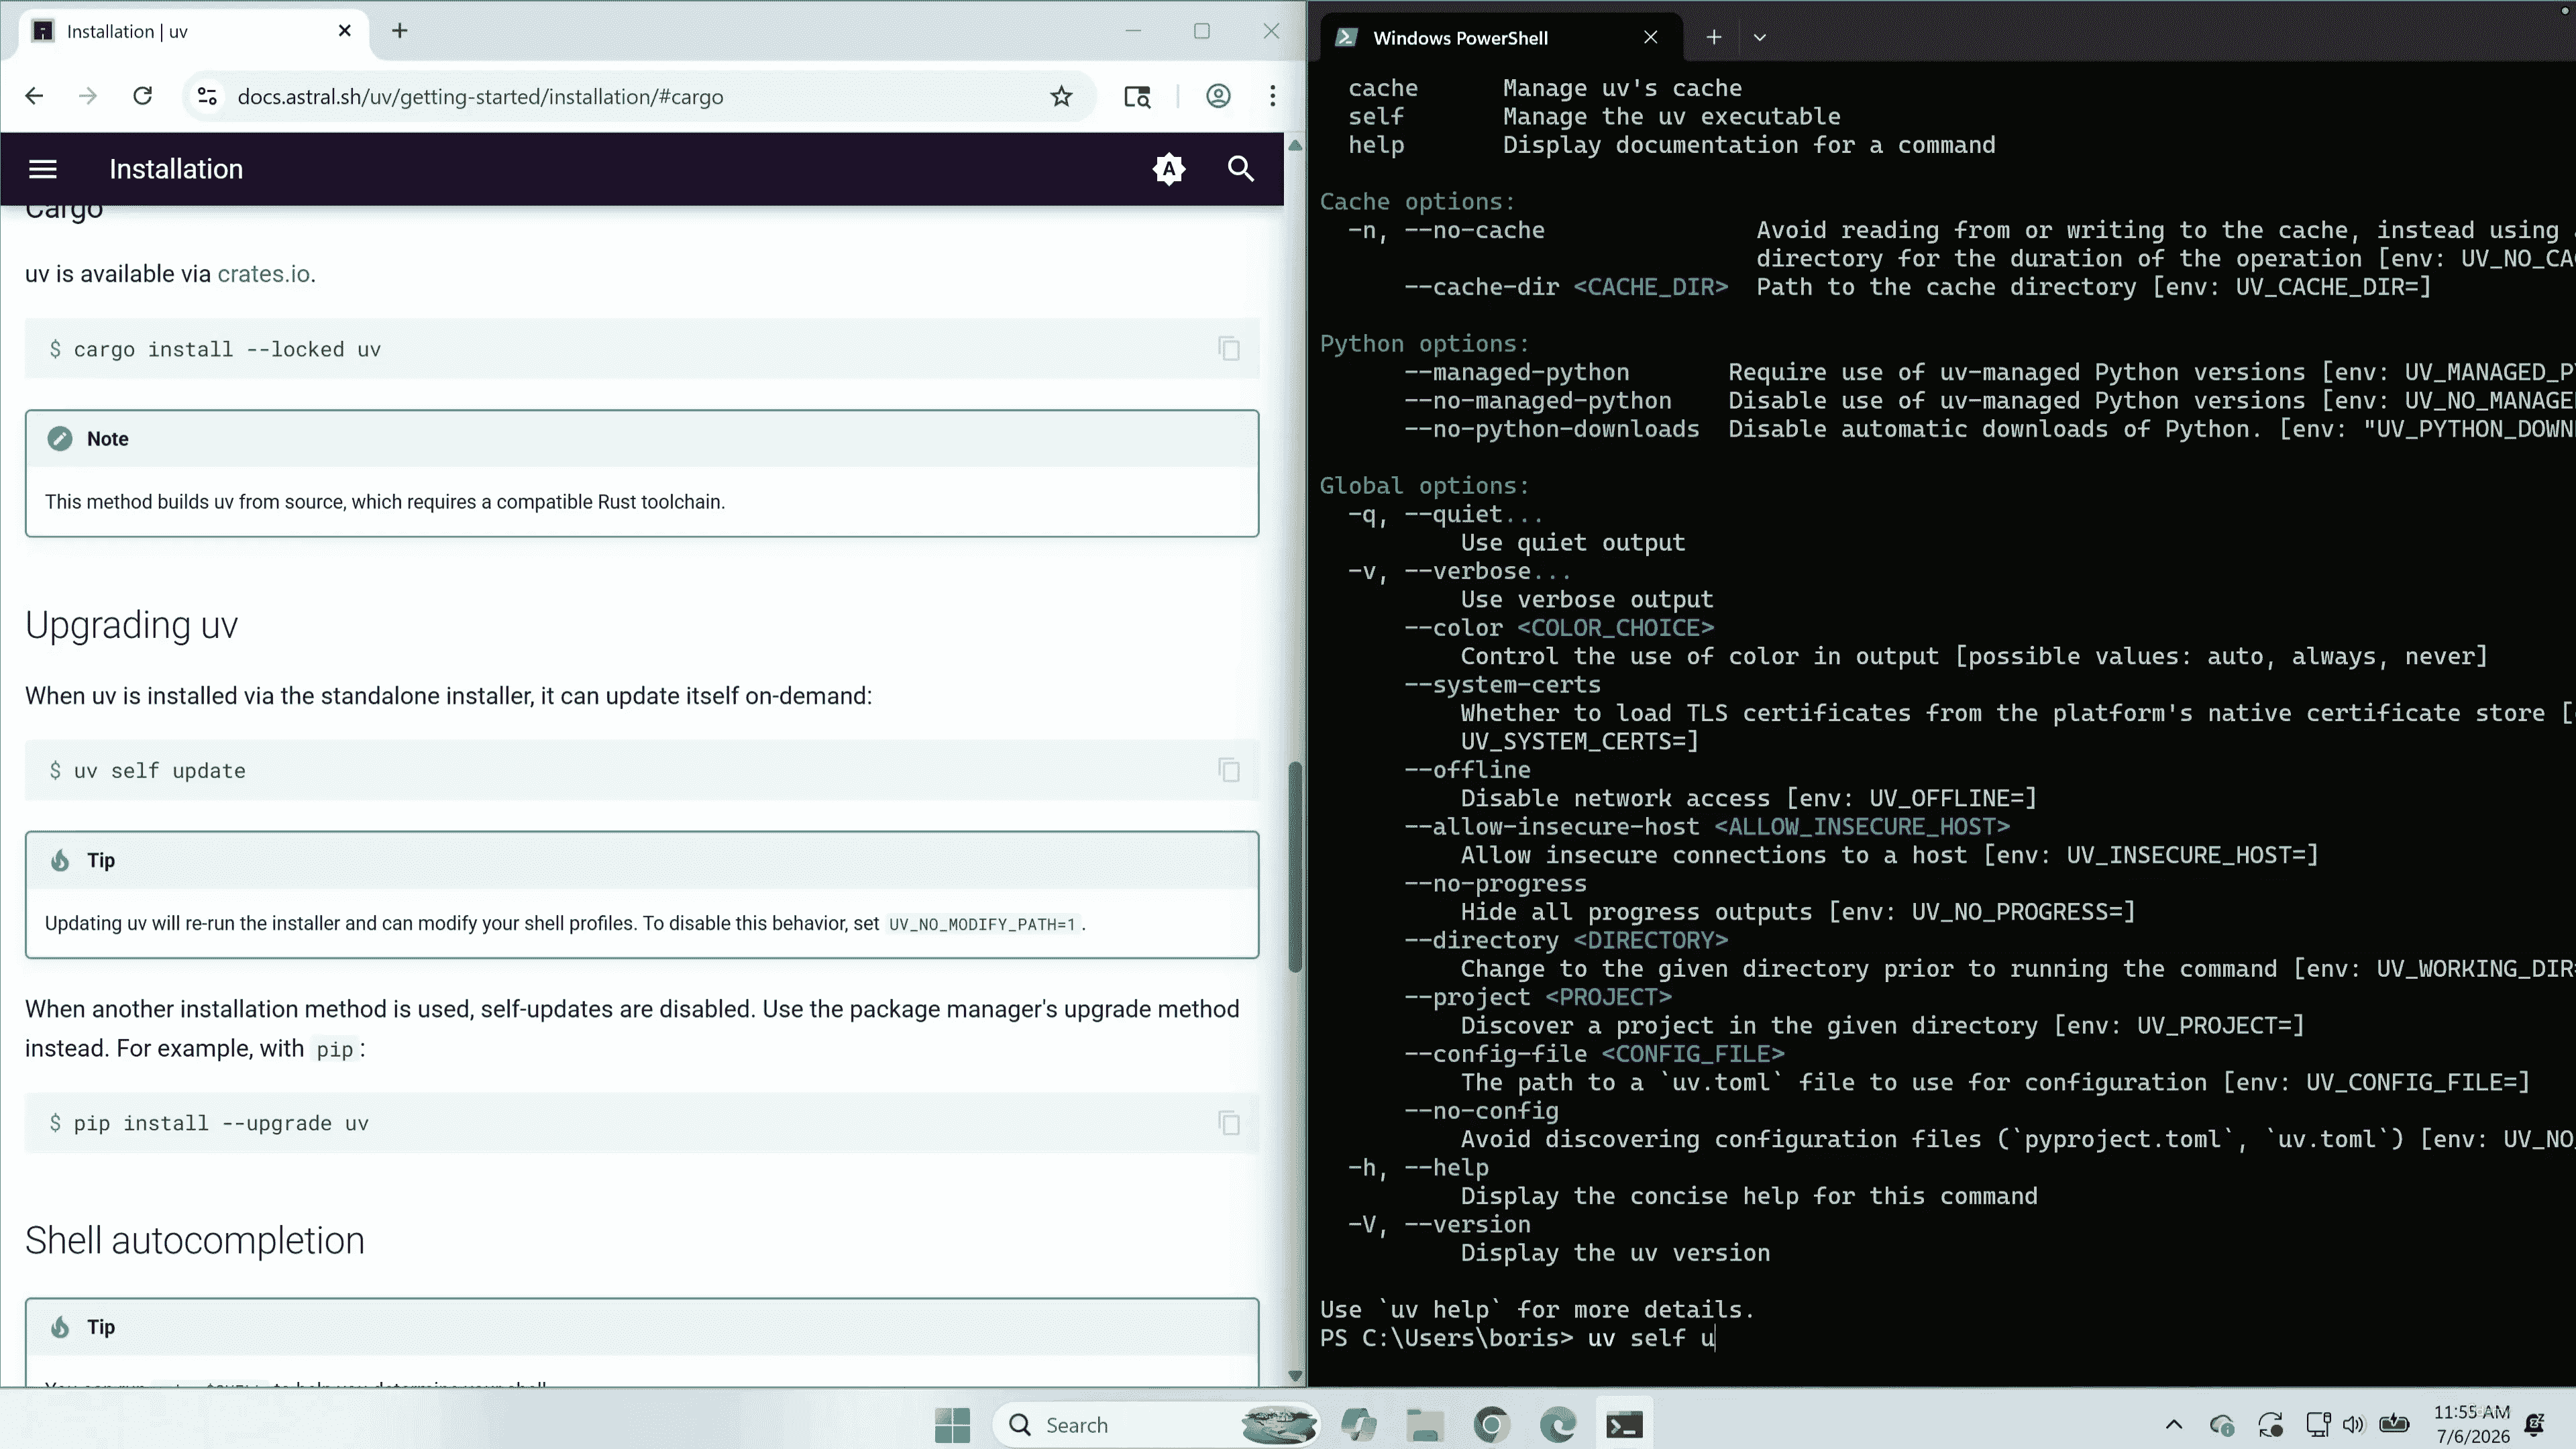 Installation | uv
docs.astral.sh/uv/getting-started/installation/#cargo
Installation
Cargo
uv is available via crates.io.
$ cargo install --locked uv
Note
This method builds uv from source, which requires a compatible Rust toolchain.
Upgrading uv
When uv is installed via the standalone installer, it can update itself on-demand:
$ uv self update
Tip
Updating uv will re-run the installer and can modify your shell profiles. To disable this behavior, set UV_NO_MODIFY_PATH=1.
When another installation method is used, self-updates are disabled. Use the package manager's upgrade method
instead. For example, with pip:
$ pip install --upgrade uv
Shell autocompletion
Tip
Windows PowerShell
cache Manage uv's cache
self Manage the uv executable
help Display documentation for a command
Cache options:
-n, --no-cache Avoid reading from or writing to the cache, instead using
directory for the duration of the operation [env: UV_NO_CA
--cache-dir <CACHE_DIR> Path to the cache directory [env: UV_CACHE_DIR=]
Python options:
--managed-python Require use of uv-managed Python versions [env: UV_MANAGED_P
--no-managed-python Disable use of uv-managed Python versions [env: UV_NO_MANAGE
--no-python-downloads Disable automatic downloads of Python. [env: "UV_PYTHON_DOWN
Global options:
-q, --quiet...
Use quiet output
-v, --verbose...
Use verbose output
--color <COLOR_CHOICE>
Control the use of color in output [possible values: auto, always, never]
--system-certs
Whether to load TLS certificates from the platform's native certificate store [
UV_SYSTEM_CERTS=]
--offline
Disable network access [env: UV_OFFLINE=]
--allow-insecure-host <ALLOW_INSECURE_HOST>
Allow insecure connections to a host [env: UV_INSECURE_HOST=]
--no-progress
Hide all progress outputs [env: UV_NO_PROGRESS=]
--directory <DIRECTORY>
Change to the given directory prior to running the command [env: UV_WORKING_DIR
--project <PROJECT>
Discover a project in the given directory [env: UV_PROJECT=]
--config-file <CONFIG_FILE>
The path to a `uv.toml` file to use for configuration [env: UV_CONFIG_FILE=]
--no-config
Avoid discovering configuration files (`pyproject.toml`, `uv.toml`) [env: UV_NO
-h, --help
Display the concise help for this command
-V, --version
Display the uv version
Use `uv help` for more details.
PS C:\Users\boris> uv self u
Search
11:55 AM
7/6/2026